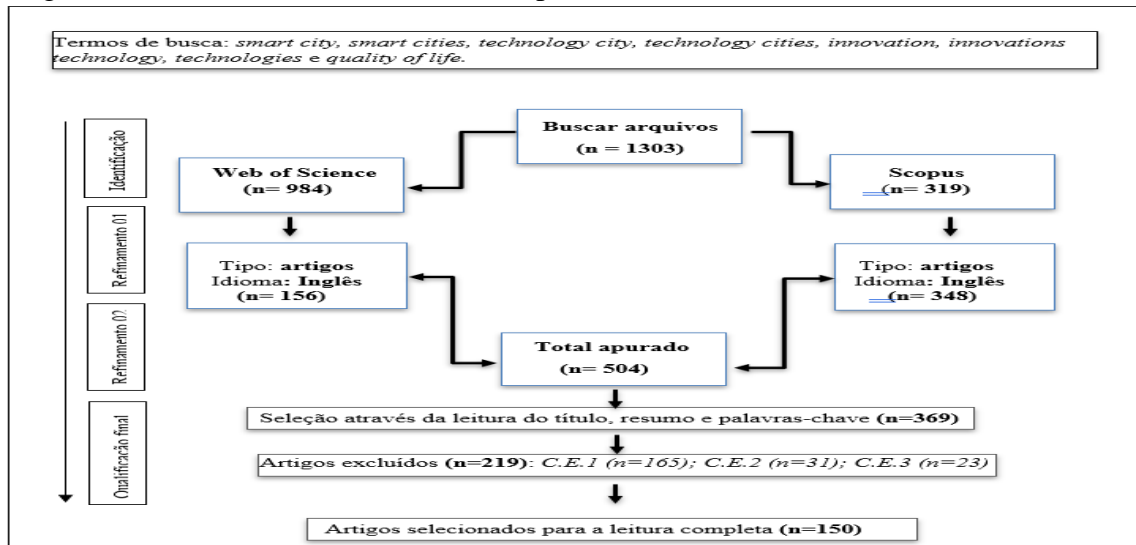 Termos de busca: smart city, smart cities, technology city, technology cities, innovation, innovations
technology, technologies e quality of life.
Identificação
Buscar arquivos
(n = 1303)
Web of Science
(n= 984)
Scopus
(n= 319)
Refinamento 01
Tipo: artigos
Idioma: Inglês
(n= 156)
Tipo: artigos
Idioma: Inglês
(n= 348)
Refinamento 02
Total apurado
(n= 504)
Qualificação final
Seleção através da leitura do título, resumo e palavras-chave (n=369)
Artigos excluídos (n=219): C.E.1 (n=165); C.E.2 (n=31); C.E.3 (n=23)
Artigos selecionados para a leitura completa (n=150)